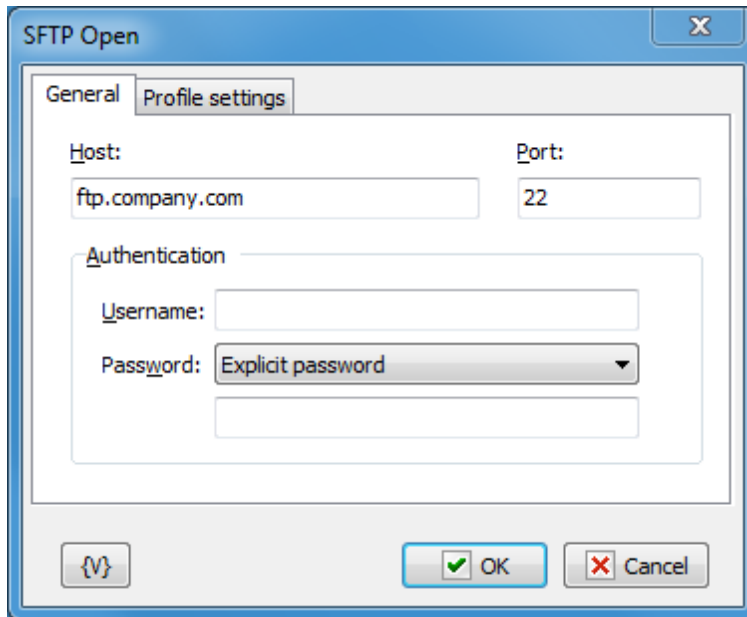 SFTP Open
General Profile settings
Host: Port:
ftp.company.com 22
Authentication
Username:
Password: Explicit password
{V} OK Cancel